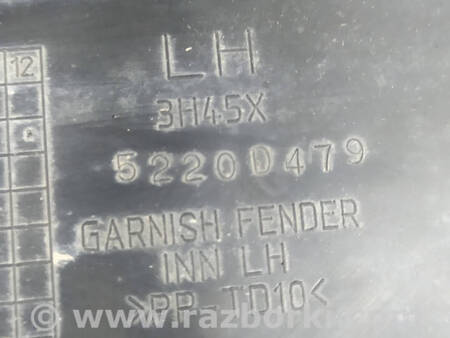 12
LH
3H45X
5220D479
GARNISH FENDER
INN LH
>PP-TD10<
© www.razborki